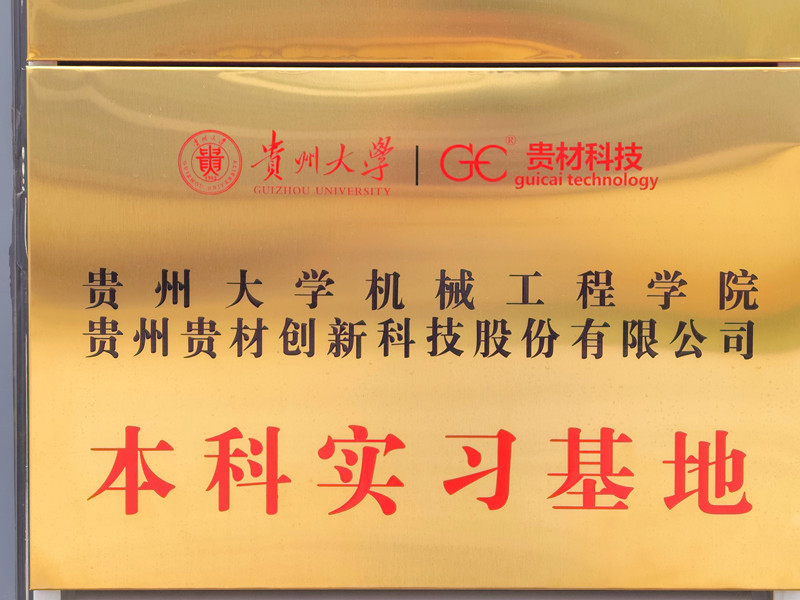 貴州大學 GUIZHOU UNIVERSITY | GC® 贵材科技 guicai technology
贵州大学机械工程学院
贵州贵材创新科技股份有限公司
本科实习基地